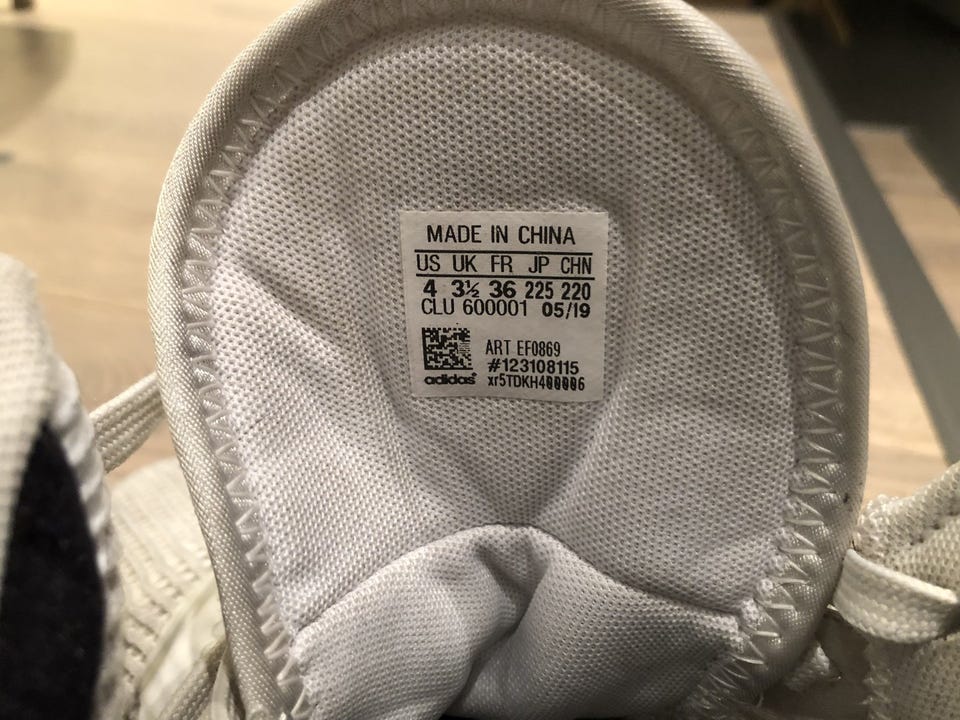 MADE IN CHINA
US UK FR JP CHN
4 3½ 36 225 220
CLU 600001 05/19
ART EF0869
#123108115
adidas xr5TDKH400006